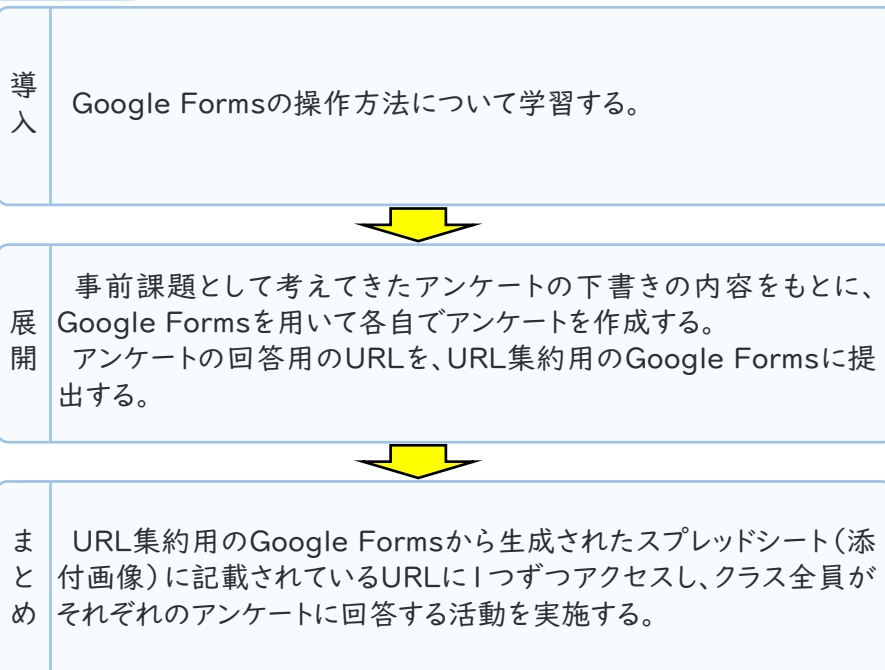 導入
Google Formsの操作方法について学習する。
展開
事前課題として考えてきたアンケートの下書きの内容をもとに、
Google Formsを用いて各自でアンケートを作成する。
アンケートの回答用のURLを、URL集約用のGoogle Formsに提
出する。
まとめ
URL集約用のGoogle Formsから生成されたスプレッドシート(添
付画像)に記載されているURLに1つずつアクセスし、クラス全員が
それぞれのアンケートに回答する活動を実施する。